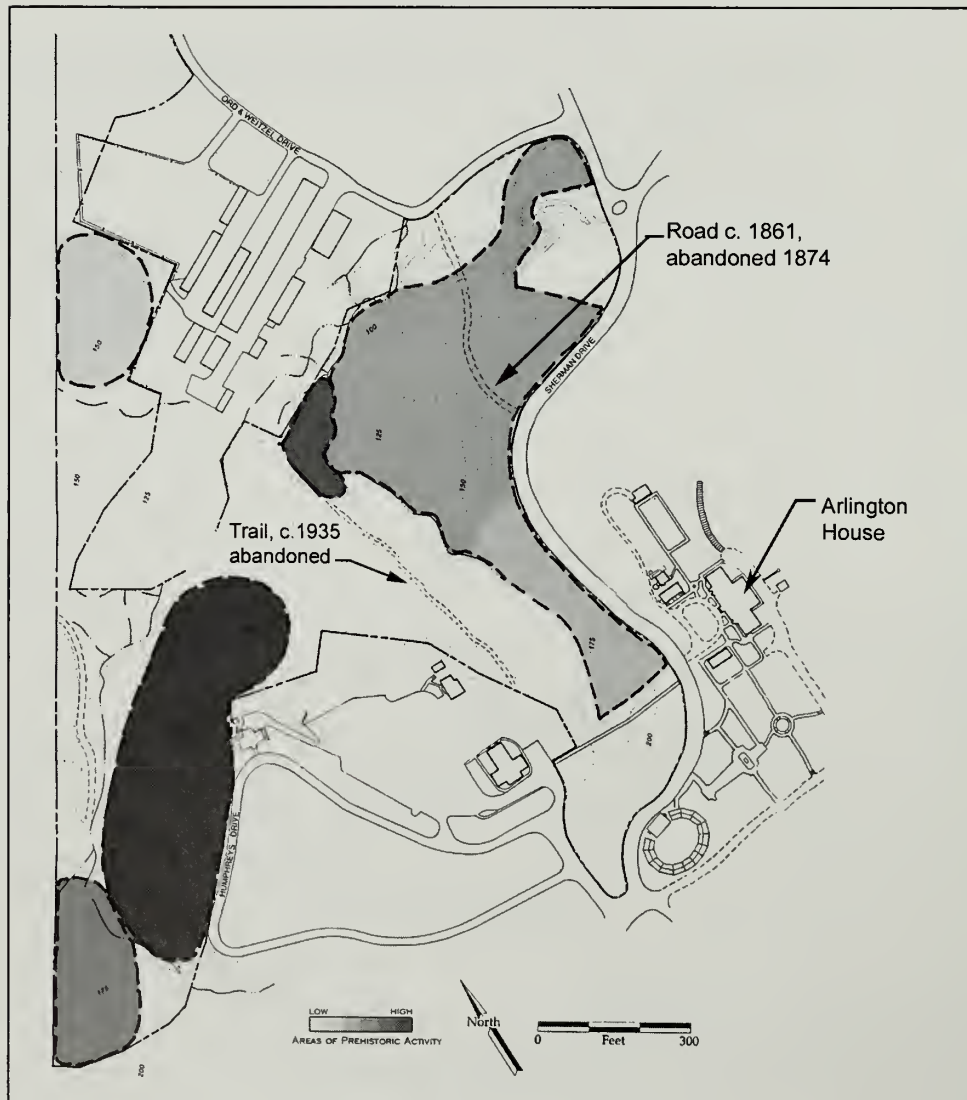 ORD & WEITZEL DRIVE
Road c. 1861,
abandoned 1874
150
100
SHERMAN DRIVE
125
150
150
125
Arlington
House
Trail, c.1935
abandoned
175
200
HUMPHREYS DRIVE
175
200
LOW HIGH
AREAS OF PREHISTORIC ACTIVITY
North
0 Feet 300